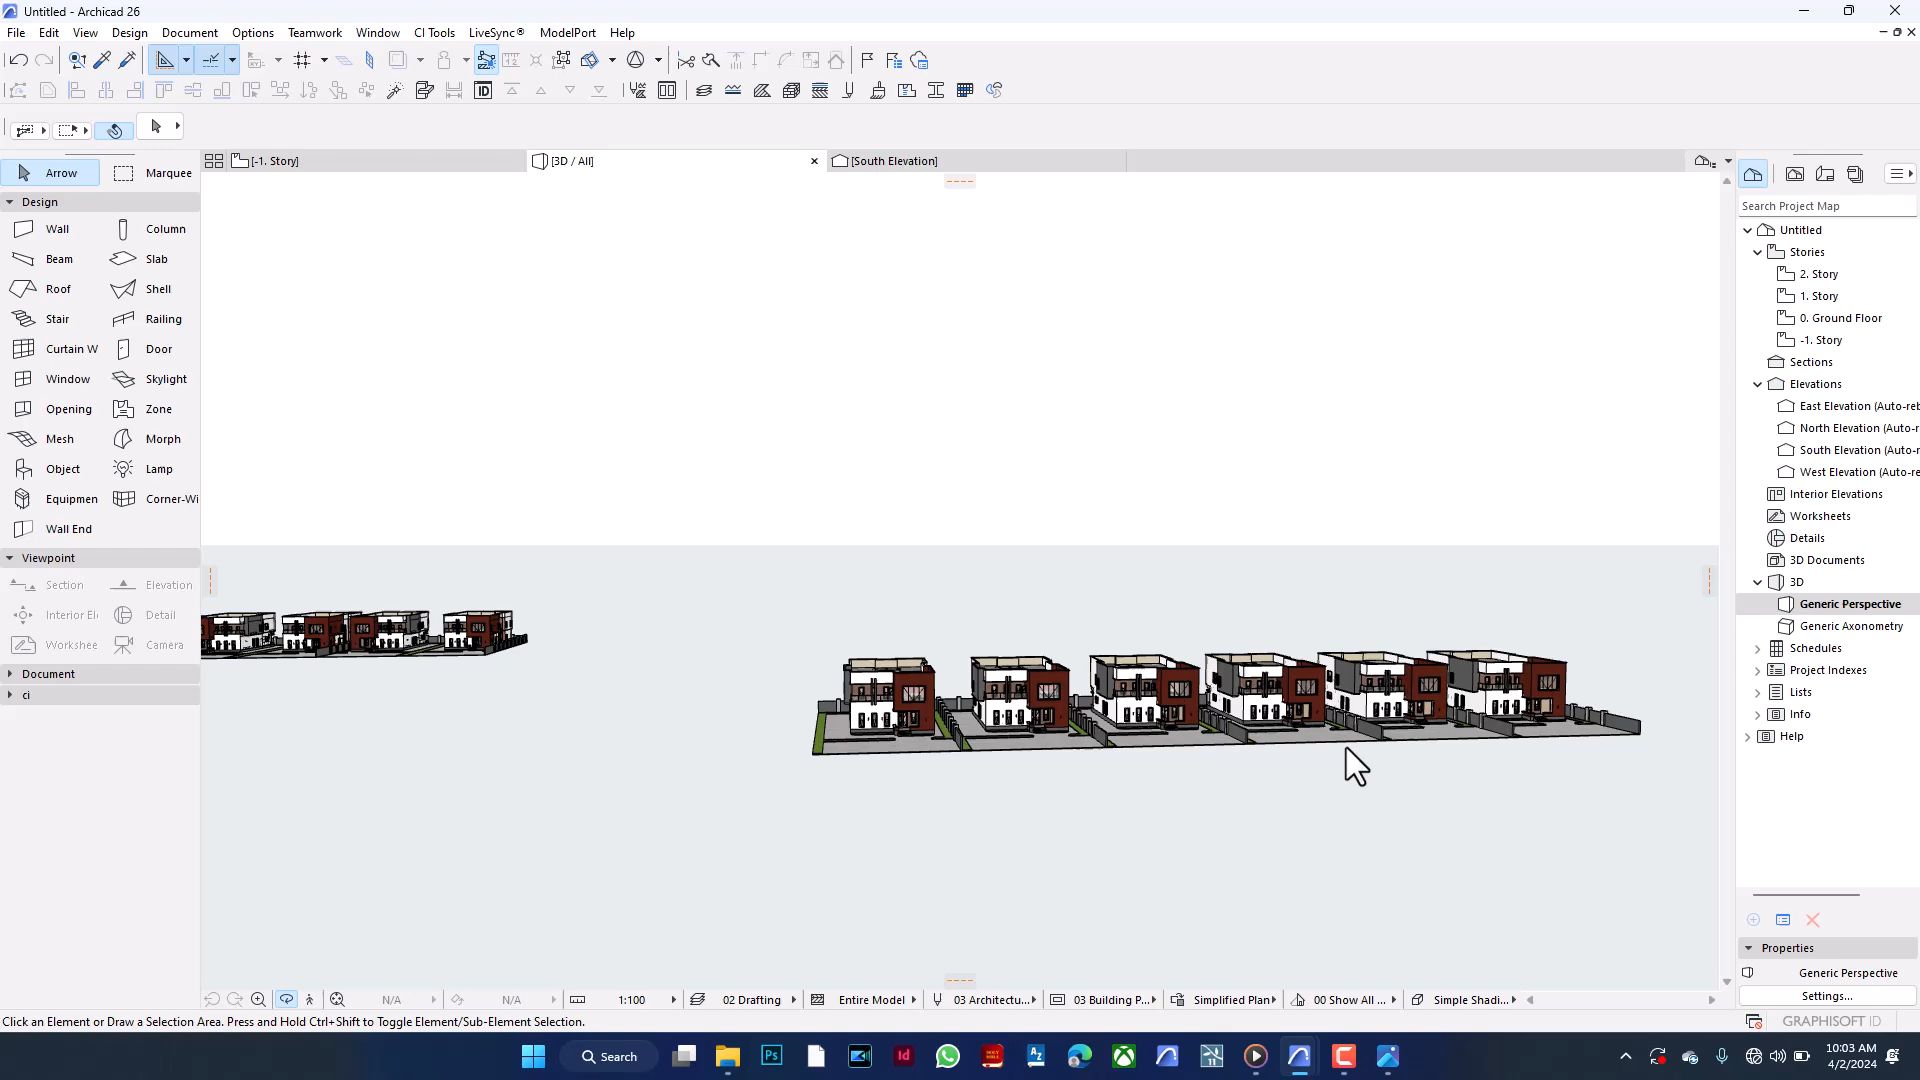 Untitled - Archicad 26
File Edit View Design Document Options Teamwork Window CI Tools LiveSync® ModelPort Help
[-1. Story] [3D / All] [South Elevation]
Arrow Marquee
Design
Wall Column
Beam Slab
Roof Shell
Stair Railing
Curtain W Door
Window Skylight
Opening Zone
Mesh Morph
Object Lamp
Equipmen Corner-Wi
Wall End
Viewpoint
Section Elevation
Interior El Detail
Workshee Camera
Document
ci
Search Project Map
Untitled
Stories
2. Story
1. Story
0. Ground Floor
-1. Story
Sections
Elevations
East Elevation (Auto-reb
North Elevation (Auto-r
South Elevation (Auto-r
West Elevation (Auto-re
Interior Elevations
Worksheets
Details
3D Documents
3D
Generic Perspective
Generic Axonometry
Schedules
Project Indexes
Lists
Info
Help
Properties
Generic Perspective
Settings...
N/A N/A 1:100 02 Drafting Entire Model 03 Architectu... 03 Building P... Simplified Plan 00 Show All ... Simple Shadi...
Click an Element or Draw a Selection Area. Press and Hold Ctrl+Shift to Toggle Element/Sub-Element Selection.
GRAPHISOFT ID
Search
10:03 AM
4/2/2024